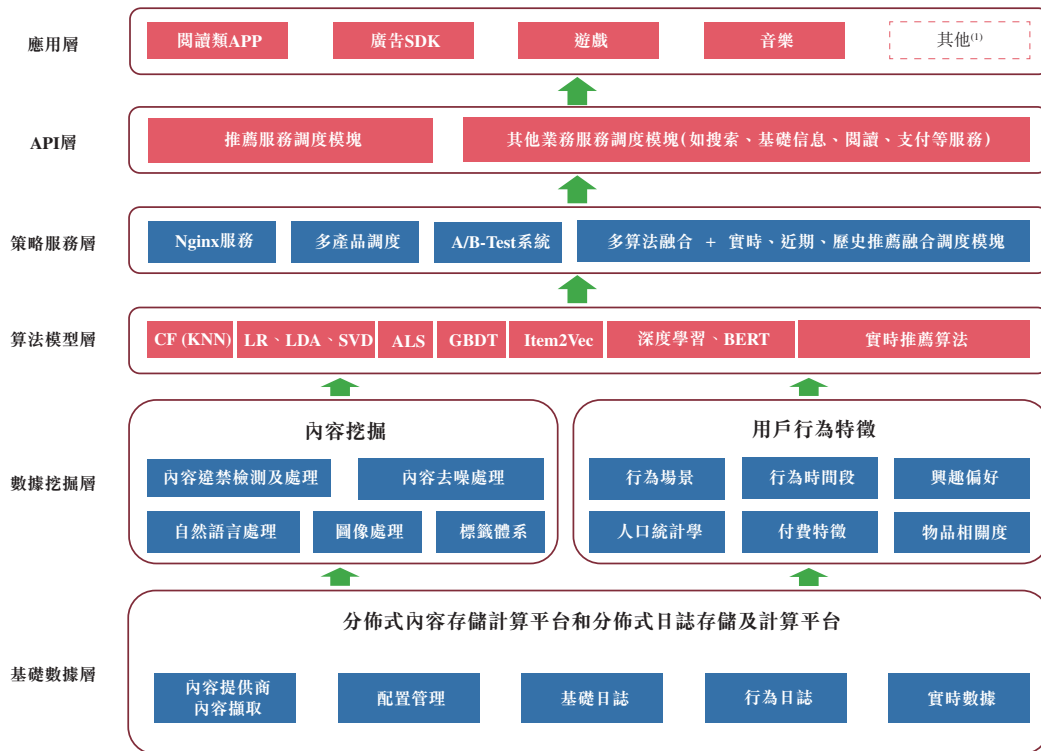 應用層
閱讀類APP
廣告SDK
遊戲
音樂
其他(1)
API層
推薦服務調度模塊
其他業務服務調度模塊(如搜索、基礎信息、閱讀、支付等服務)
策略服務層
Nginx服務
多產品調度
A/B-Test系統
多算法融合 + 實時、近期、歷史推薦融合調度模塊
算法模型層
CF (KNN)
LR、LDA、SVD
ALS
GBDT
Item2Vec
深度學習、BERT
實時推薦算法
數據挖掘層
內容挖掘
內容違禁檢測及處理
內容去噪處理
自然語言處理
圖像處理
標籤體系
用戶行為特徵
行為場景
行為時間段
興趣偏好
人口統計學
付費特徵
物品相關度
基礎數據層
分佈式內容存儲計算平台和分佈式日誌存儲及計算平台
內容提供商
內容擷取
配置管理
基礎日誌
行為日誌
實時數據